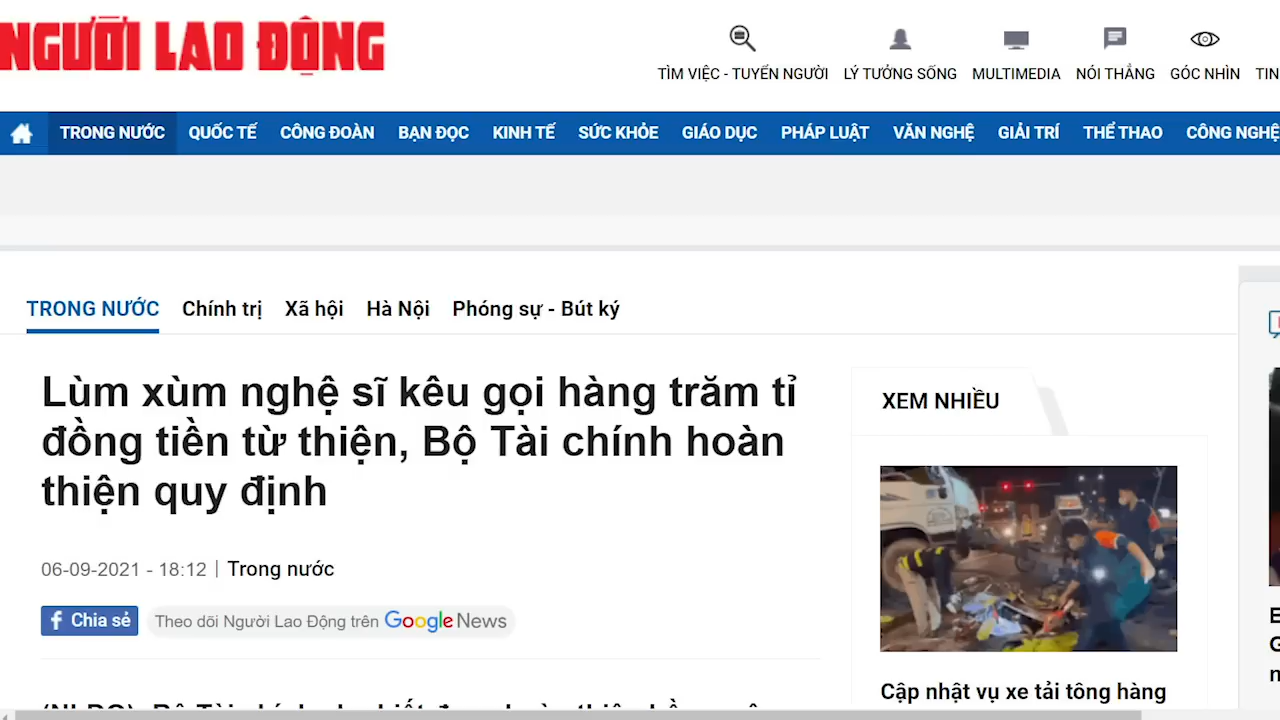 NGƯỜI LAO ĐỘNG
TÌM VIỆC - TUYỂN NGƯỜI LÝ TƯỞNG SỐNG MULTIMEDIA NÓI THẲNG GÓC NHÌN TIN
TRONG NƯỚC QUỐC TẾ CÔNG ĐOÀN BẠN ĐỌC KINH TẾ SỨC KHỎE GIÁO DỤC PHÁP LUẬT VĂN NGHỆ GIẢI TRÍ THỂ THAO CÔNG NGHỆ
TRONG NƯỚC Chính trị Xã hội Hà Nội Phóng sự - Bút ký
Lùm xùm nghệ sĩ kêu gọi hàng trăm tỉ
đồng tiền từ thiện, Bộ Tài chính hoàn
thiện quy định
06-09-2021 - 18:12 | Trong nước
f Chia sẻ Theo dõi Người Lao Động trên Google News
XEM NHIỀU
Cập nhật vụ xe tải tông hàng